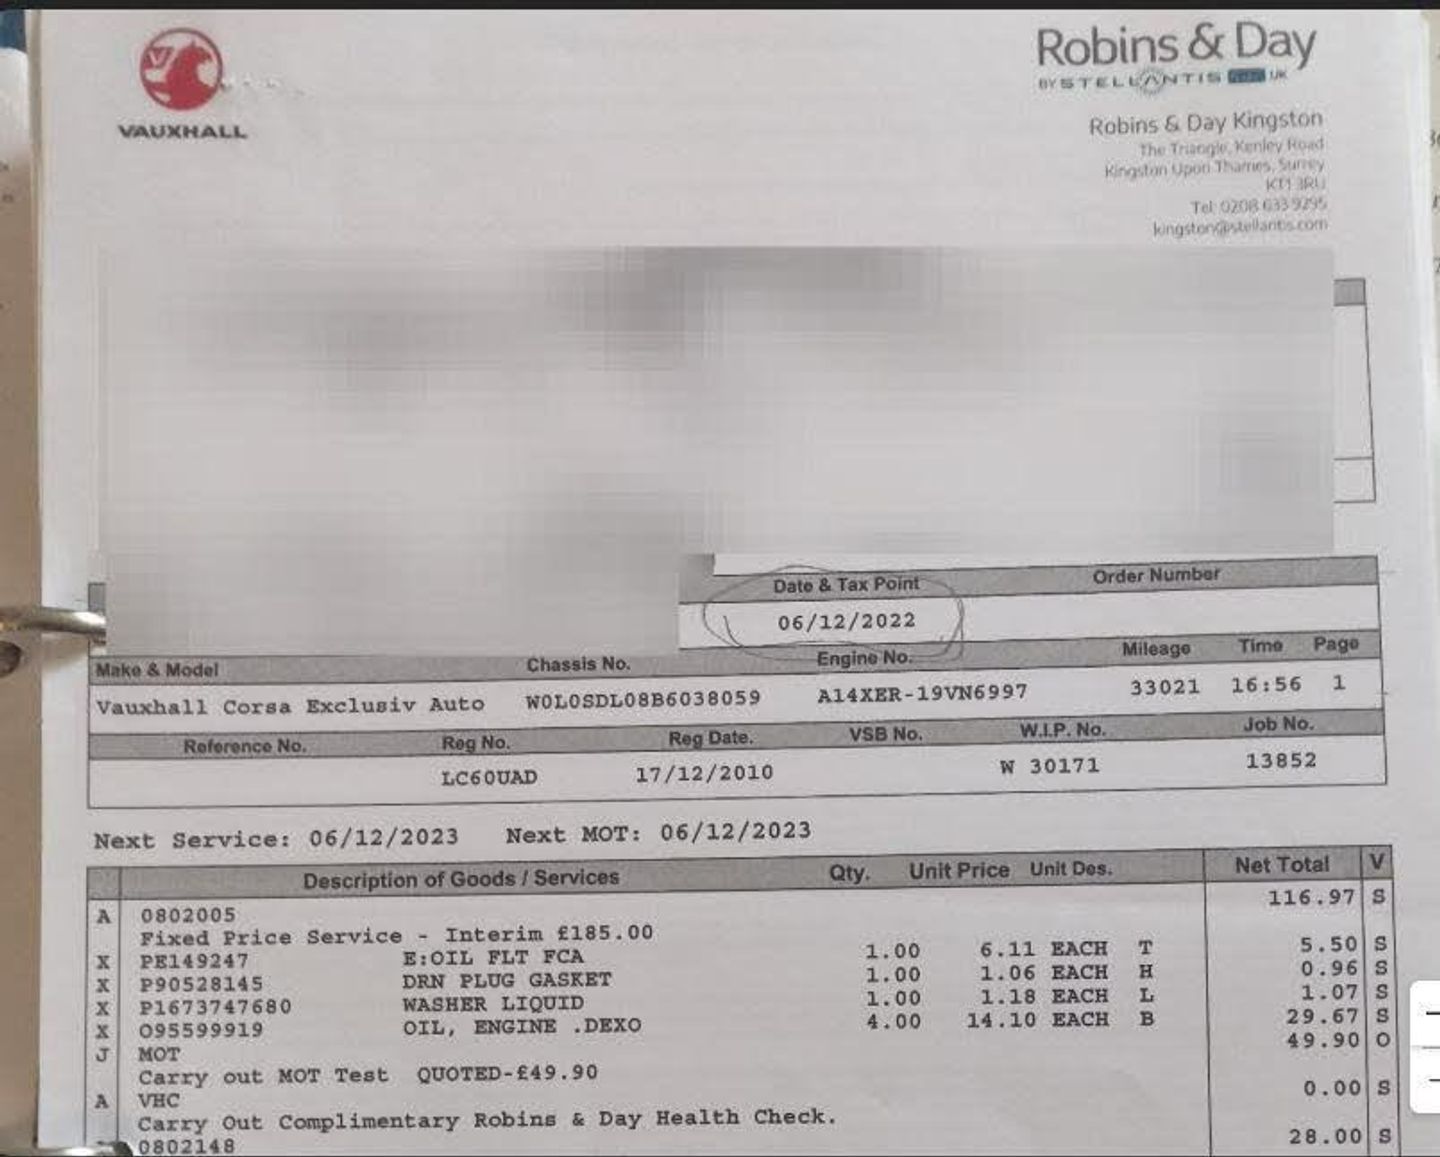 VAUXHALL
Robins & Day
BY STELLANTIS UK
Robins & Day Kingston
The Triangle, Kenley Road
Kingston Upon Thames, Surrey
KT1 3RU
Tel: 0208 633 9295
kingston@stellantis.com
Date & Tax Point Order Number
06/12/2022
Make & Model Chassis No. Engine No. Mileage Time Page
Vauxhall Corsa Exclusiv Auto W0L0SDL08B6038059 A14XER-19VN6997 33021 16:56 1
Reference No. Reg No. Reg Date. VSB No. W.I.P. No. Job No.
LC60UAD 17/12/2010 W 30171 13852
Next Service: 06/12/2023 Next MOT: 06/12/2023
Description of Goods / Services Qty. Unit Price Unit Des. Net Total V
A 0802005 116.97 S
Fixed Price Service - Interim £185.00
X PE149247 E:OIL FLT FCA 1.00 6.11 EACH T 5.50 S
X P90528145 DRN PLUG GASKET 1.00 1.06 EACH H 0.96 S
X P1673747680 WASHER LIQUID 1.00 1.18 EACH L 1.07 S
X O95599919 OIL, ENGINE .DEXO 4.00 14.10 EACH B 29.67 S
J MOT 49.90 O
Carry out MOT Test QUOTED-£49.90
A VHC 0.00 S
Carry Out Complimentary Robins & Day Health Check.
0802148 28.00 S